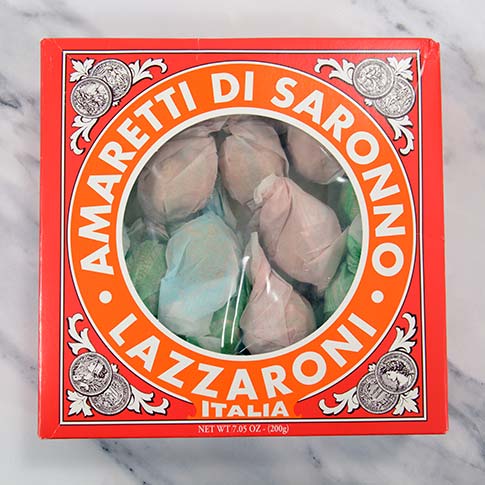 • AMARETTI DI SARONNO •
LAZZARONI
ITALIA
NET WT 7.05 OZ - (200g)